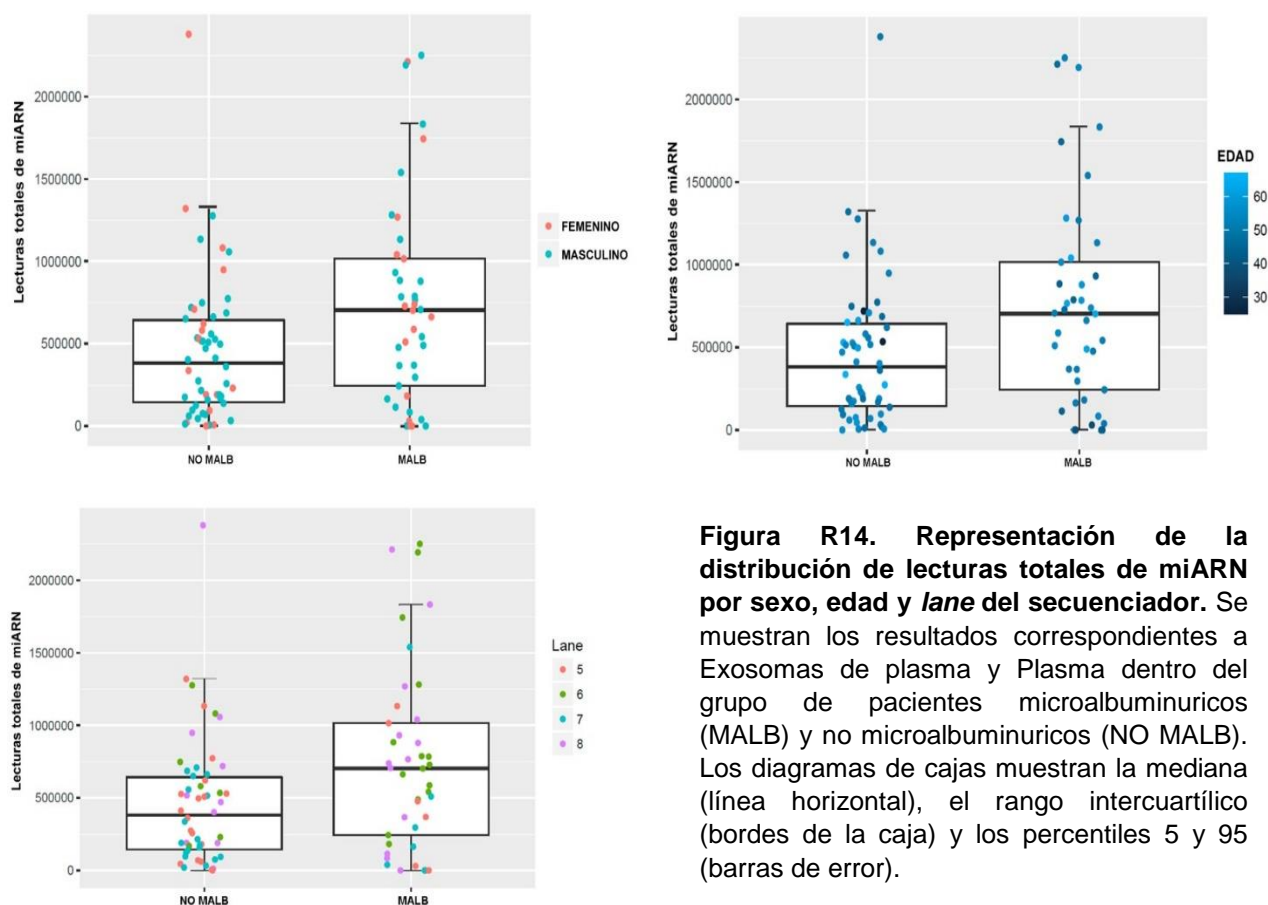 Lecturas totales de miARN
2000000
1500000
1000000
500000
0
NO MALB
MALB
FEMENINO
MASCULINO
Lecturas totales de miARN
2000000
1500000
1000000
500000
0
NO MALB
MALB
EDAD
60
50
40
30
Lecturas totales de miARN
2000000
1500000
1000000
500000
0
NO MALB
MALB
Lane
5
6
7
8
Figura R14. Representación de la
distribución de lecturas totales de miARN
por sexo, edad y lane del secuenciador. Se
muestran los resultados correspondientes a
Exosomas de plasma y Plasma dentro del
grupo de pacientes microalbuminuricos
(MALB) y no microalbuminuricos (NO MALB).
Los diagramas de cajas muestran la mediana
(línea horizontal), el rango intercuartílico
(bordes de la caja) y los percentiles 5 y 95
(barras de error).